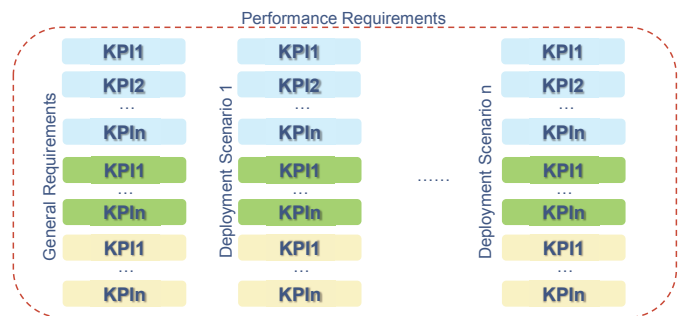 Performance Requirements
General Requirements
KPI1
KPI2
...
KPIn
KPI1
...
KPIn
KPI1
...
KPIn
Deployment Scenario 1
KPI1
KPI2
...
KPIn
KPI1
...
KPIn
KPI1
...
KPIn
......
Deployment Scenario n
KPI1
KPI2
...
KPIn
KPI1
...
KPIn
KPI1
...
KPIn